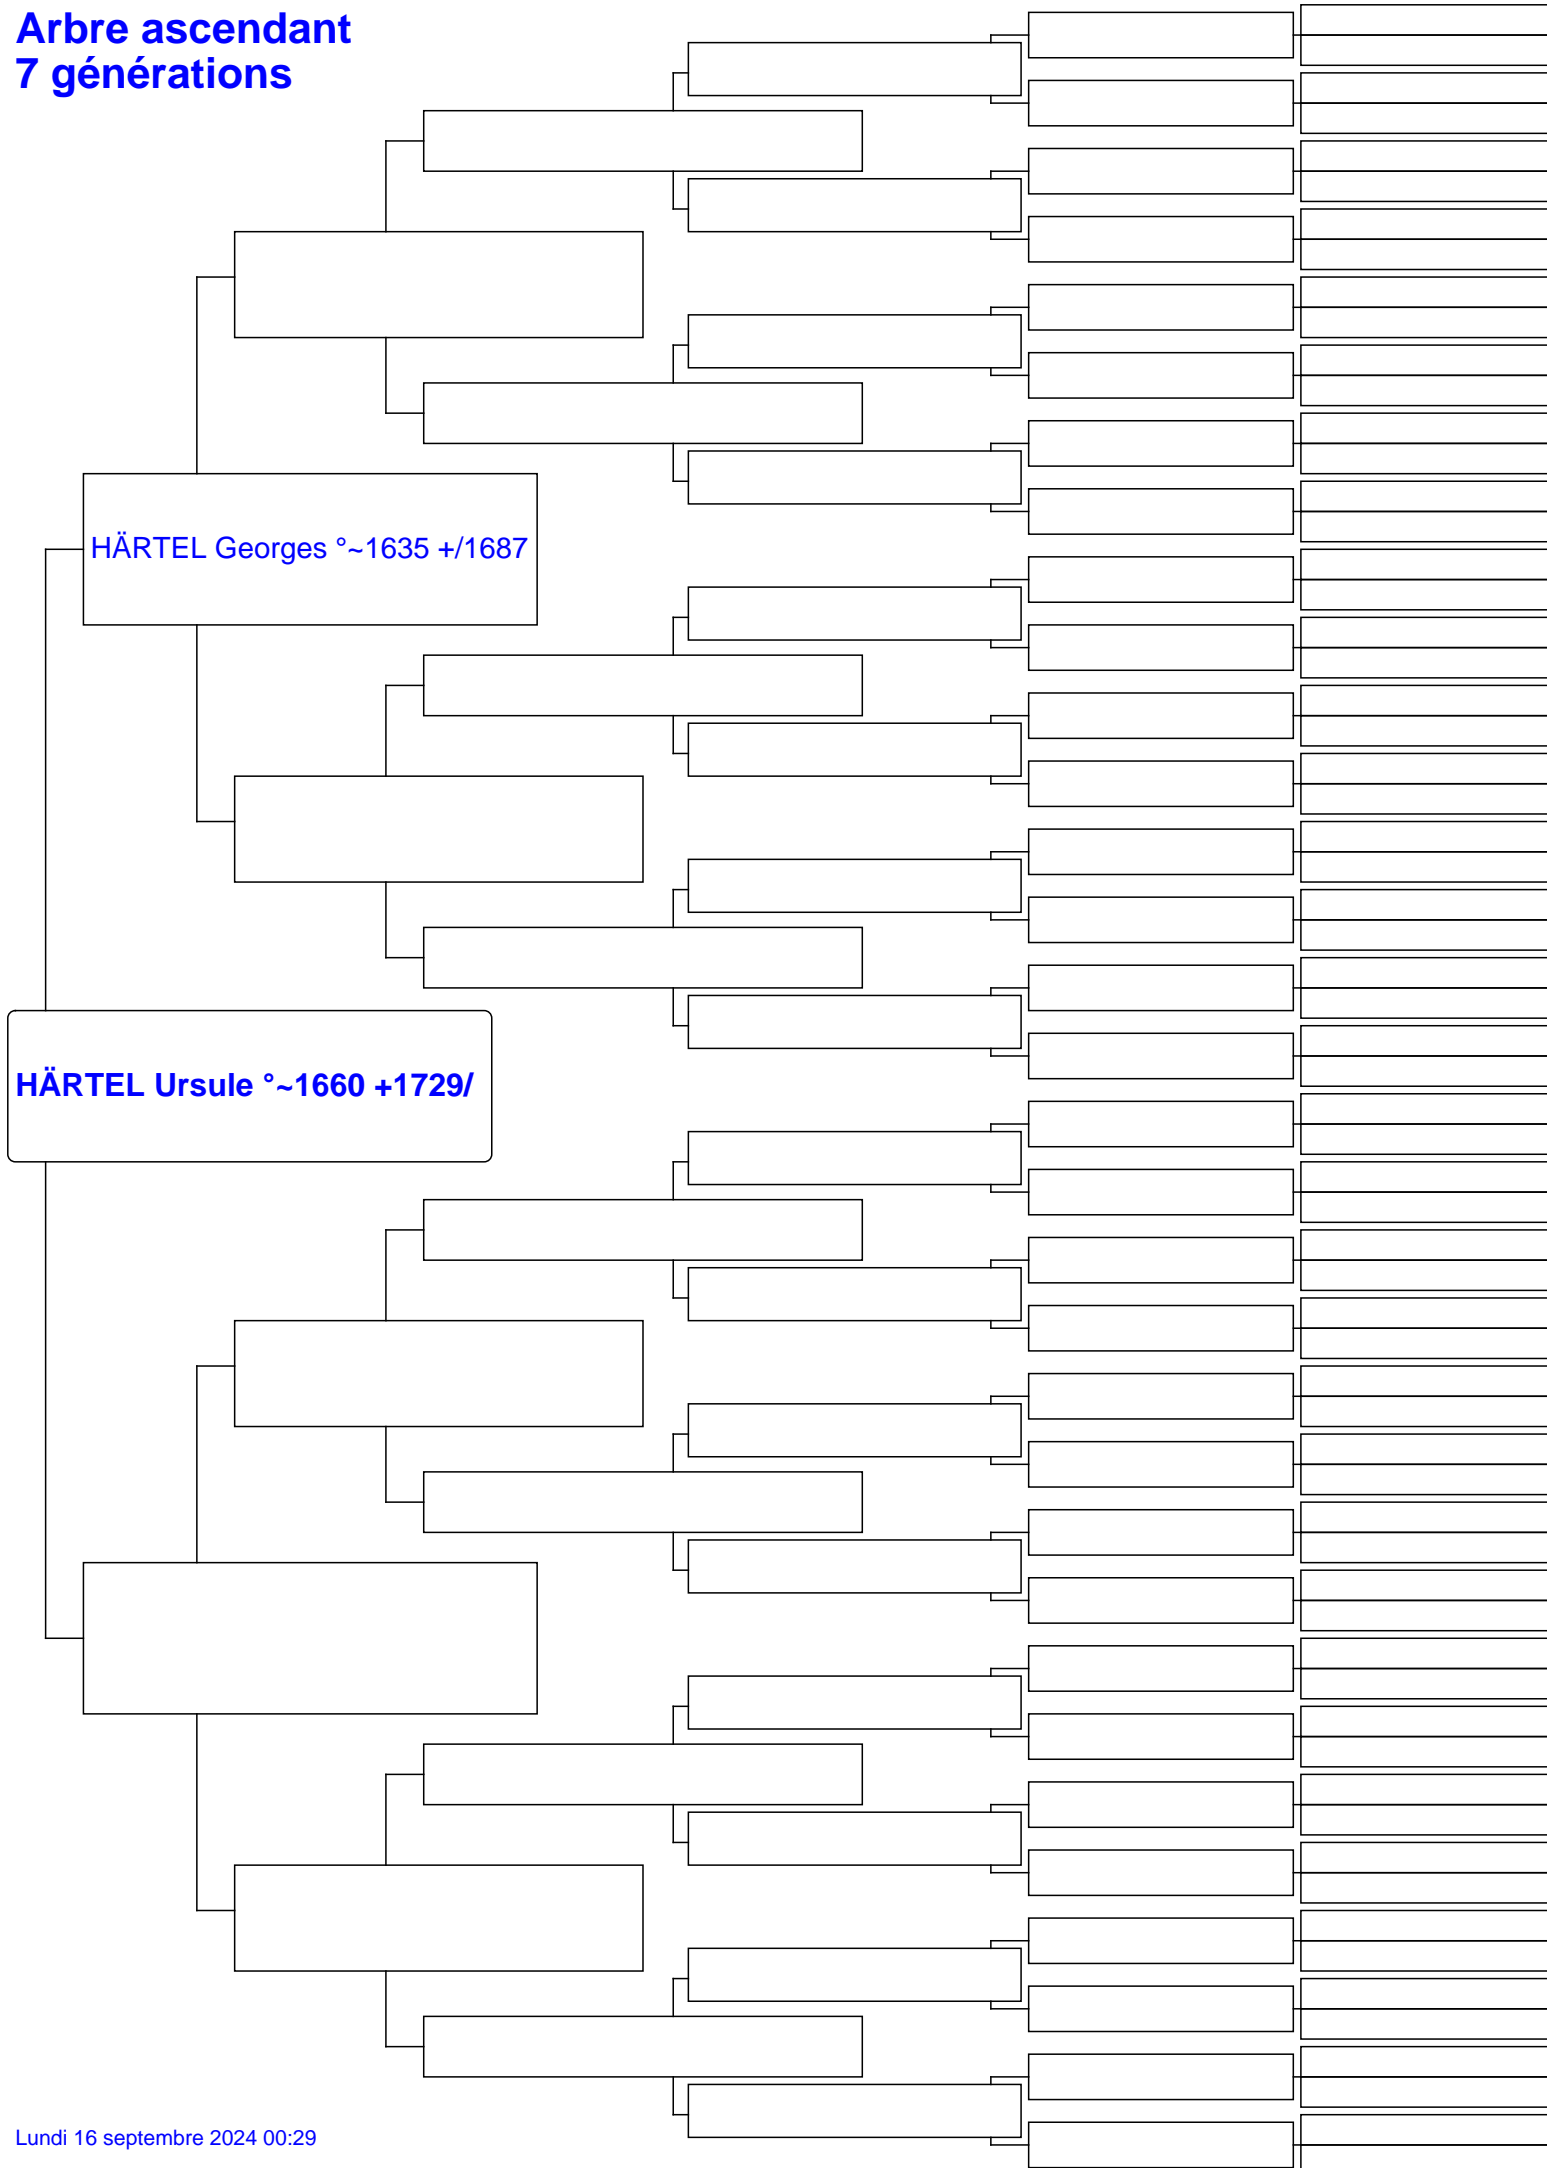 Arbre ascendant
7 générations
HÄRTEL Georges °~1635 +/1687
HÄRTEL Ursule °~1660 +1729/
Lundi 16 septembre 2024 00:29